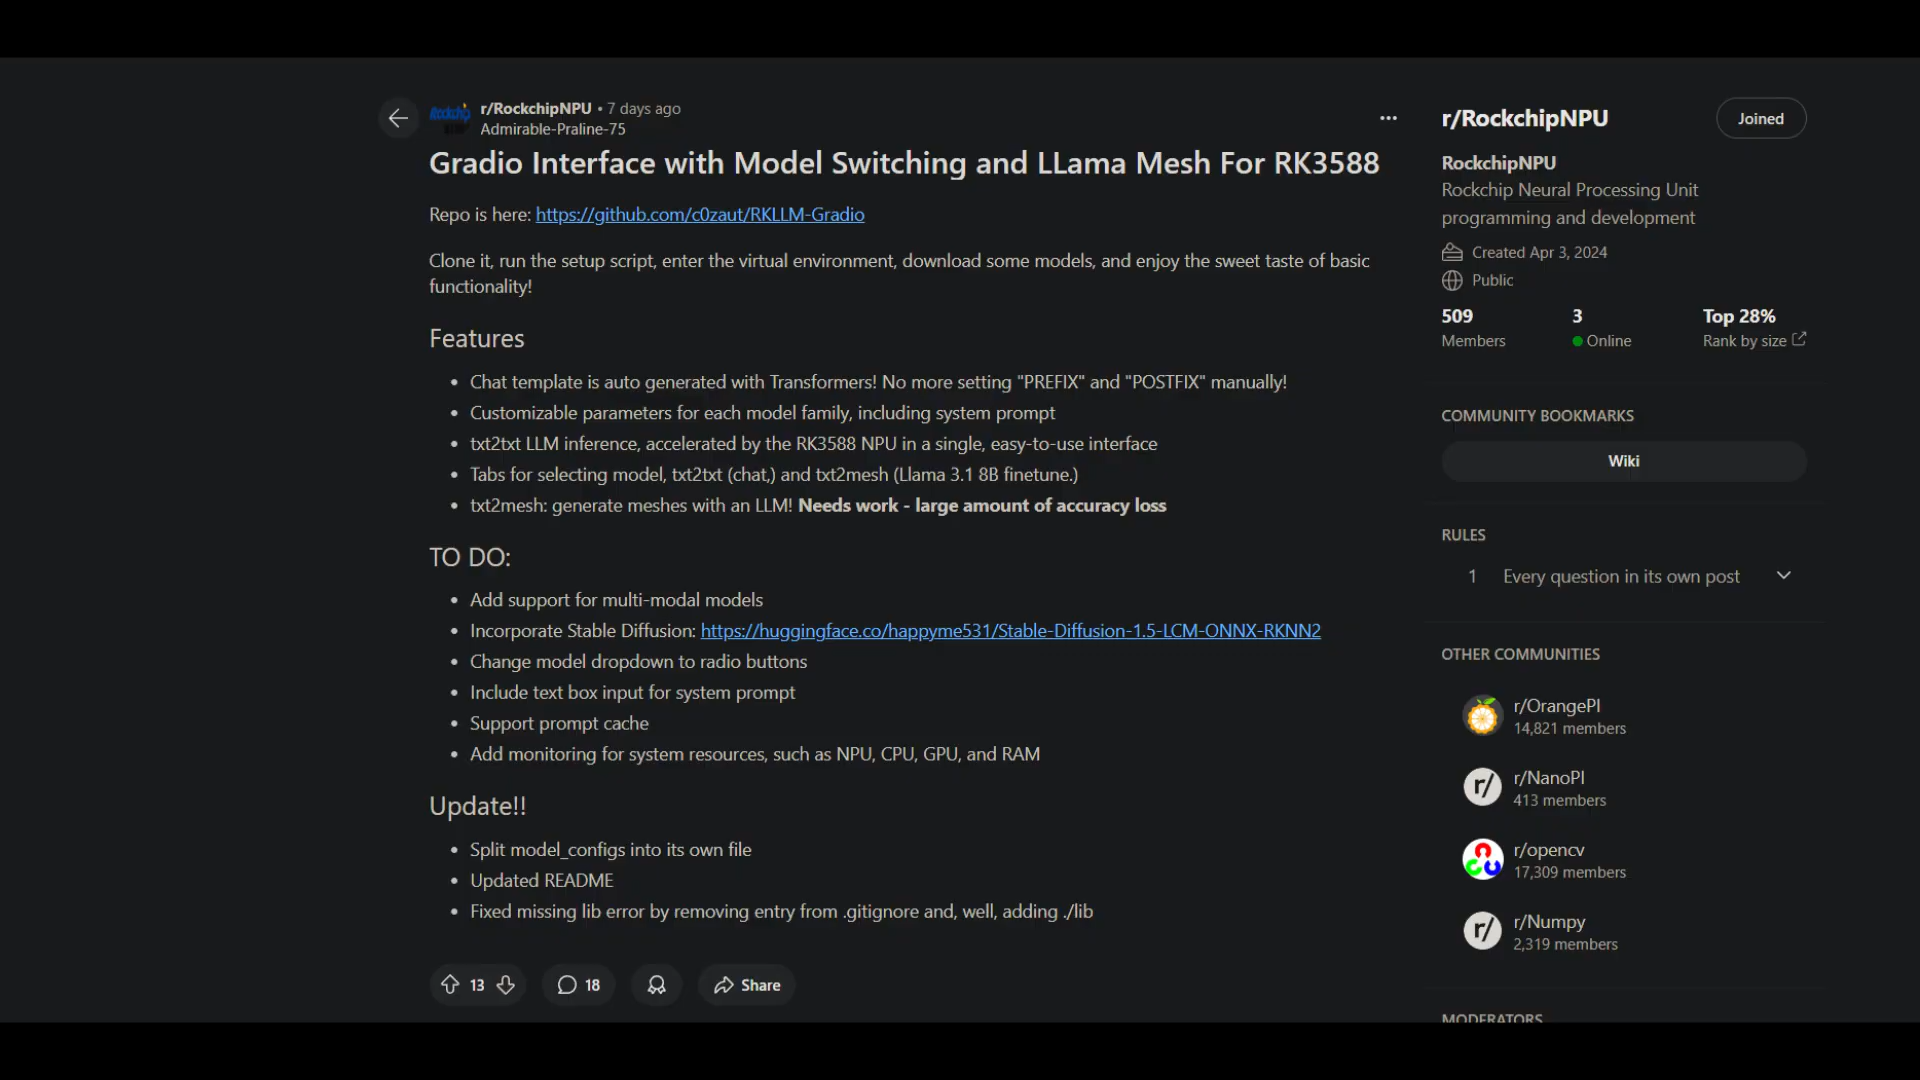 r/RockchipNPU • 7 days ago
Admirable-Praline-75
Gradio Interface with Model Switching and LLama Mesh For RK3588
Repo is here: https://github.com/c0zaut/RKLLM-Gradio
Clone it, run the setup script, enter the virtual environment, download some models, and enjoy the sweet taste of basic
functionality!
Features
• Chat template is auto generated with Transformers! No more setting "PREFIX" and "POSTFIX" manually!
• Customizable parameters for each model family, including system prompt
• txt2txt LLM inference, accelerated by the RK3588 NPU in a single, easy-to-use interface
• Tabs for selecting model, txt2txt (chat,) and txt2mesh (Llama 3.1 8B finetune.)
• txt2mesh: generate meshes with an LLM! Needs work - large amount of accuracy loss
TO DO:
• Add support for multi-modal models
• Incorporate Stable Diffusion: https://huggingface.co/happyme531/Stable-Diffusion-1.5-LCM-ONNX-RKNN2
• Change model dropdown to radio buttons
• Include text box input for system prompt
• Support prompt cache
• Add monitoring for system resources, such as NPU, CPU, GPU, and RAM
Update!!
• Split model_configs into its own file
• Updated README
• Fixed missing lib error by removing entry from .gitignore and, well, adding ./lib
13
18
Share
r/RockchipNPU
Joined
RockchipNPU
Rockchip Neural Processing Unit
programming and development
Created Apr 3, 2024
Public
509 3 Top 28%
Members Online Rank by size
COMMUNITY BOOKMARKS
Wiki
RULES
1 Every question in its own post
OTHER COMMUNITIES
r/OrangePI
14,821 members
r/
r/NanoPI
413 members
r/opencv
17,309 members
r/
r/Numpy
2,319 members
MODERATORS